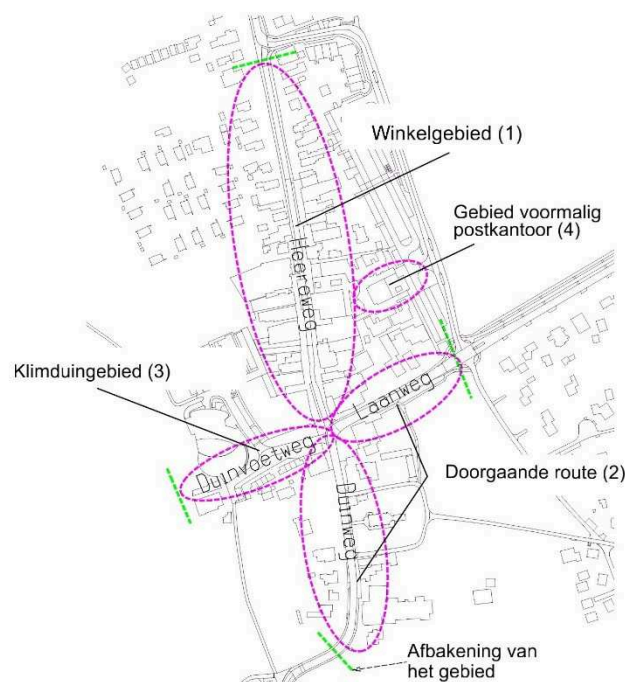 Winkelgebied (1)
Gebied voormalig
postkantoor (4)
Heereweg
Klimduingebied (3)
Laanweg
Duinvoetweg
Doorgaande route (2)
Duinweg
Afbakening van
het gebied